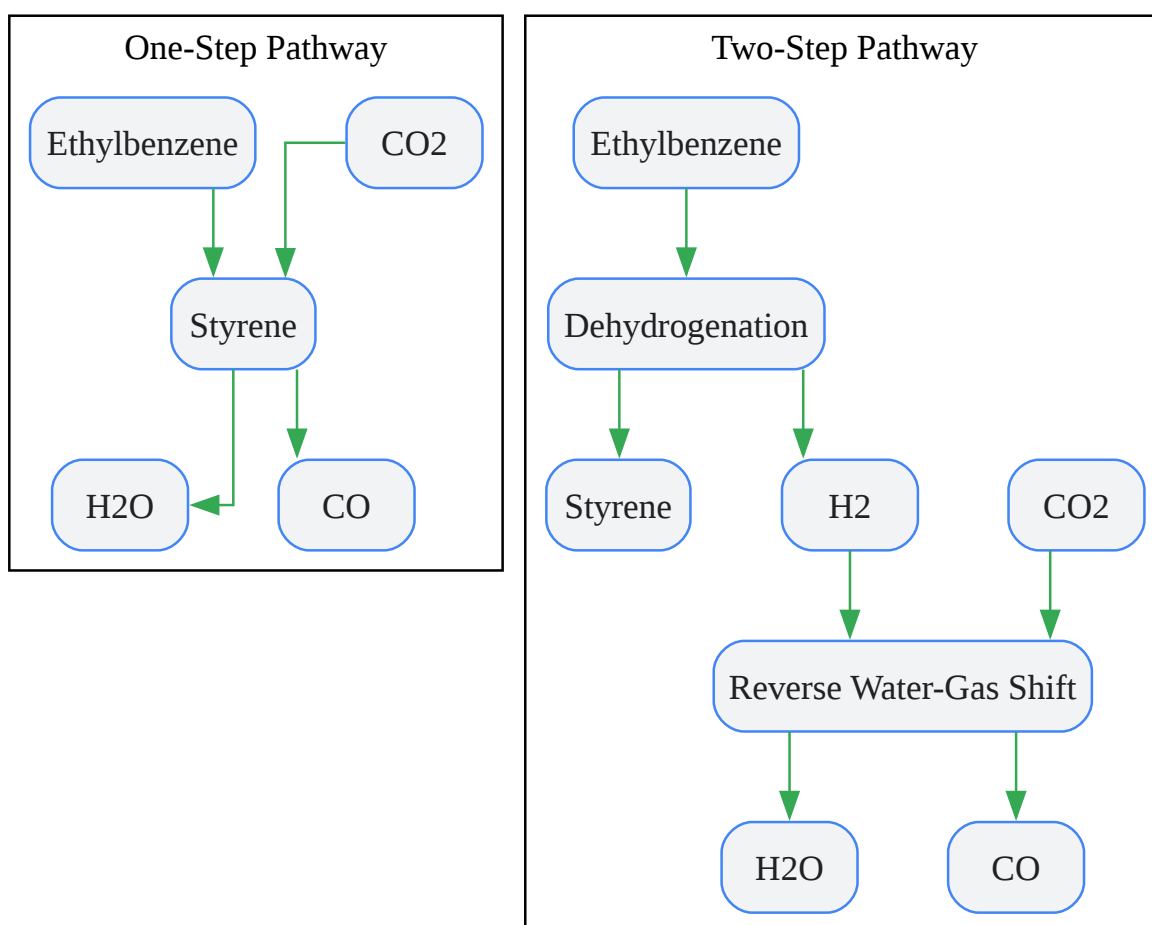 One-Step Pathway
Ethylbenzene
CO2
Styrene
H2O
CO
Two-Step Pathway
Ethylbenzene
Dehydrogenation
Styrene
H2
CO2
Reverse Water-Gas Shift
H2O
CO